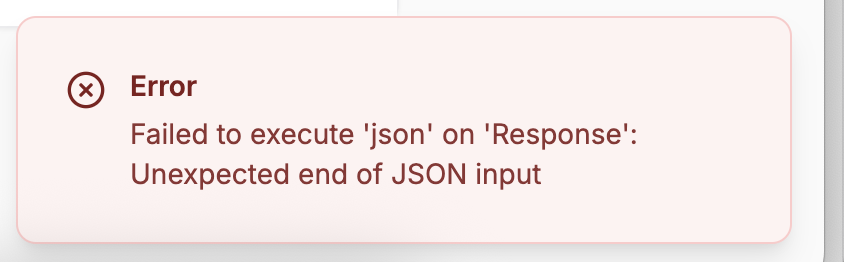 Error
Failed to execute 'json' on 'Response':
Unexpected end of JSON input